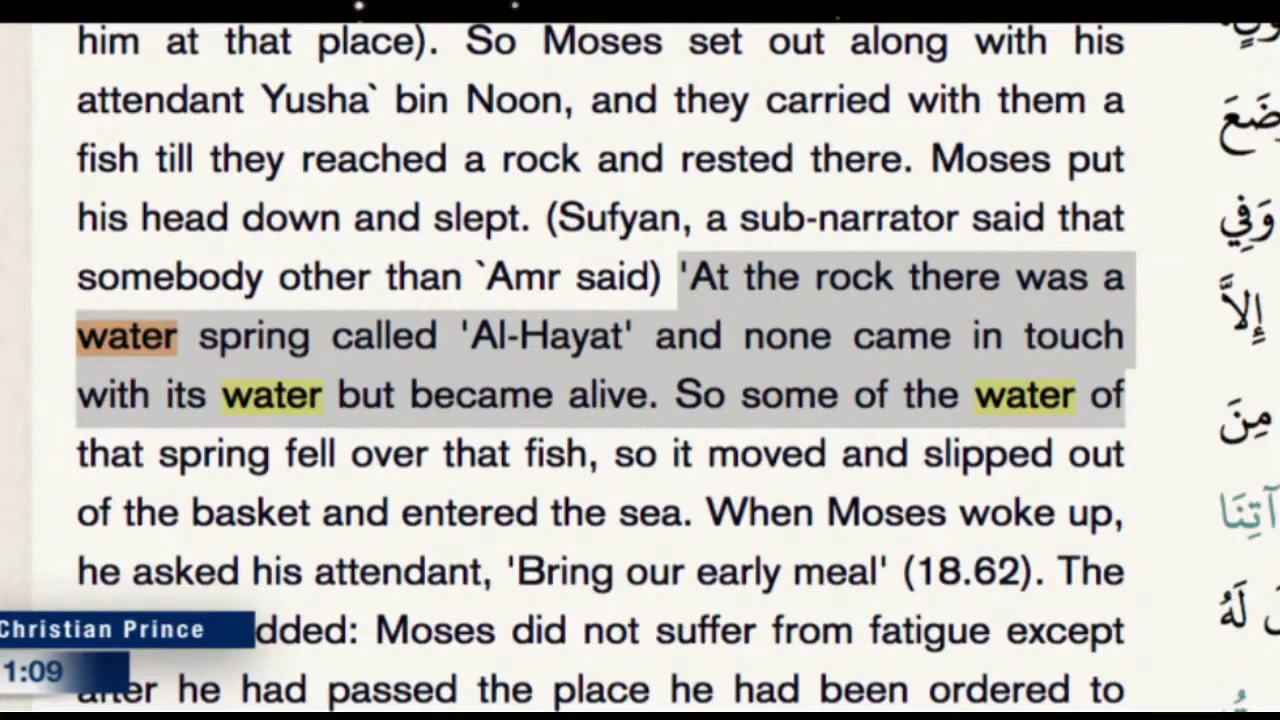 him at that place). So Moses set out along with his
attendant Yusha` bin Noon, and they carried with them a
fish till they reached a rock and rested there. Moses put
his head down and slept. (Sufyan, a sub-narrator said that
somebody other than `Amr said) 'At the rock there was a
water spring called 'Al-Hayat' and none came in touch
with its water but became alive. So some of the water of
that spring fell over that fish, so it moved and slipped out
of the basket and entered the sea. When Moses woke up,
he asked his attendant, 'Bring our early meal' (18.62). The
dded: Moses did not suffer from fatigue except
after he had passed the place he had been ordered to
Christian Prince
1:09
وَفِي
إِلاَّ
مِنَ
آتِنَا
لَهُ